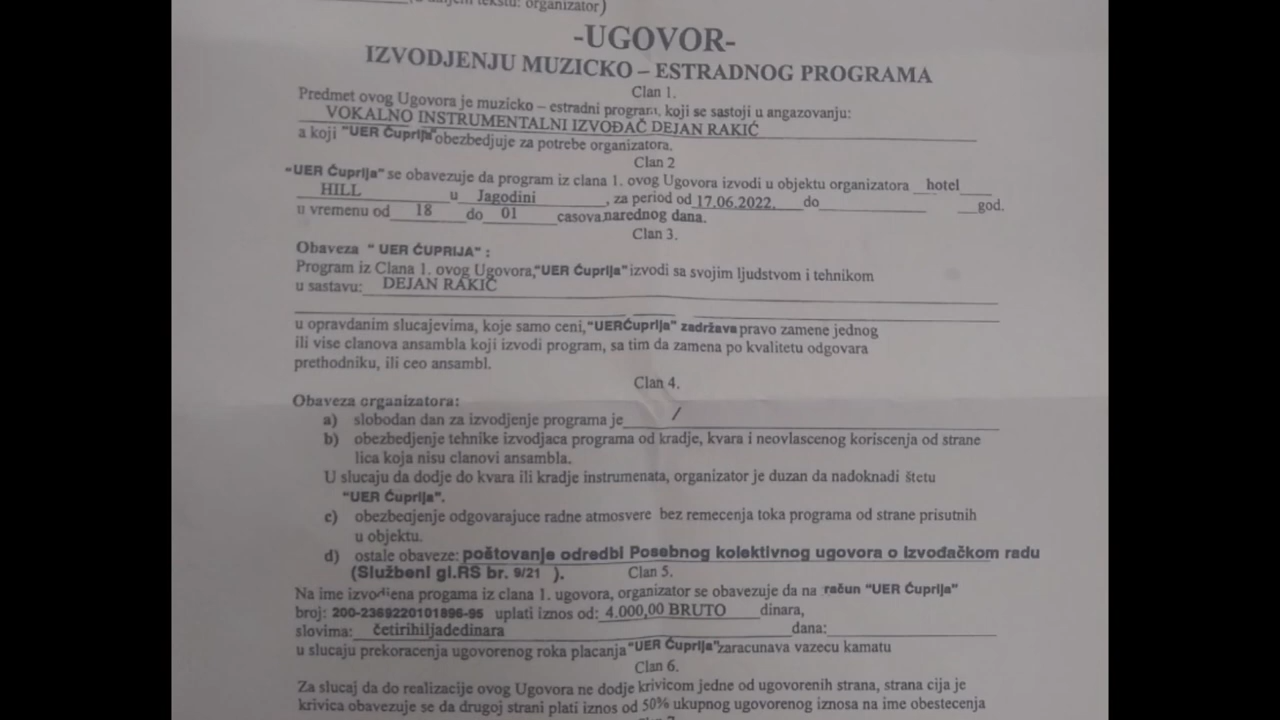 tekstu: organizator)
-UGOVOR-
IZVODJENJU MUZICKO – ESTRADNOG PROGRAMA
Clan 1.
Predmet ovog Ugovora je muzicko – estradni program, koji se sastoji u angazovanju:
VOKALNO INSTRUMENTALNI IZVOĐAČ DEJAN RAKIĆ
a koji "UER Ćuprija" obezbedjuje za potrebe organizatora.
Clan 2
"UER Ćuprija" se obavezuje da program iz clana 1. ovog Ugovora izvodi u objektu organizatora hotel
HILL u Jagodini, za period od 17.06.2022. do god.
u vremenu od 18 do 01 casova narednog dana.
Clan 3.
Obaveza " UER ĆUPRIJA" :
Program iz Clana 1. ovog Ugovora, "UER Ćuprija" izvodi sa svojim ljudstvom i tehnikom
u sastavu: DEJAN RAKIĆ
u opravdanim slucajevima, koje samo ceni, "UERĆuprija" zadržava pravo zamene jednog
ili vise clanova ansambla koji izvodi program, sa tim da zamena po kvalitetu odgovara
prethodniku, ili ceo ansambl.
Clan 4.
Obaveza organizatora:
a) slobodan dan za izvodjenje programa je /
b) obezbedjenje tehnike izvodjaca programa od kradje, kvara i neovlascenog koriscenja od strane
lica koja nisu clanovi ansambla.
U slucaju da dodje do kvara ili kradje instrumenata, organizator je duzan da nadoknadi štetu
"UER Ćuprija".
c) obezbedjenje odgovarajuce radne atmosvere bez remecenja toka programa od strane prisutnih
u objektu.
d) ostale obaveze: poštovanje odredbi Posebnog kolektivnog ugovora o izvođačkom radu
(Službeni gl.RS br. 9/21 ). Clan 5.
Na ime izvodjena progama iz clana 1. ugovora, organizator se obavezuje da na račun "UER Ćuprija"
broj: 200-2369220101896-95 uplati iznos od: 4.000,00 BRUTO dinara,
slovima: četirihiljadedinara dana:
u slucaju prekoracenja ugovorenog roka placanja "UER Ćuprija" zaracunava vazecu kamatu
Clan 6.
Za slucaj da do realizacije ovog Ugovora ne dodje krivicom jedne od ugovorenih strana, strana cija je
krivica obavezuje se da drugoj strani plati iznos od 50% ukupnog ugovorenog iznosa na ime obestecenja